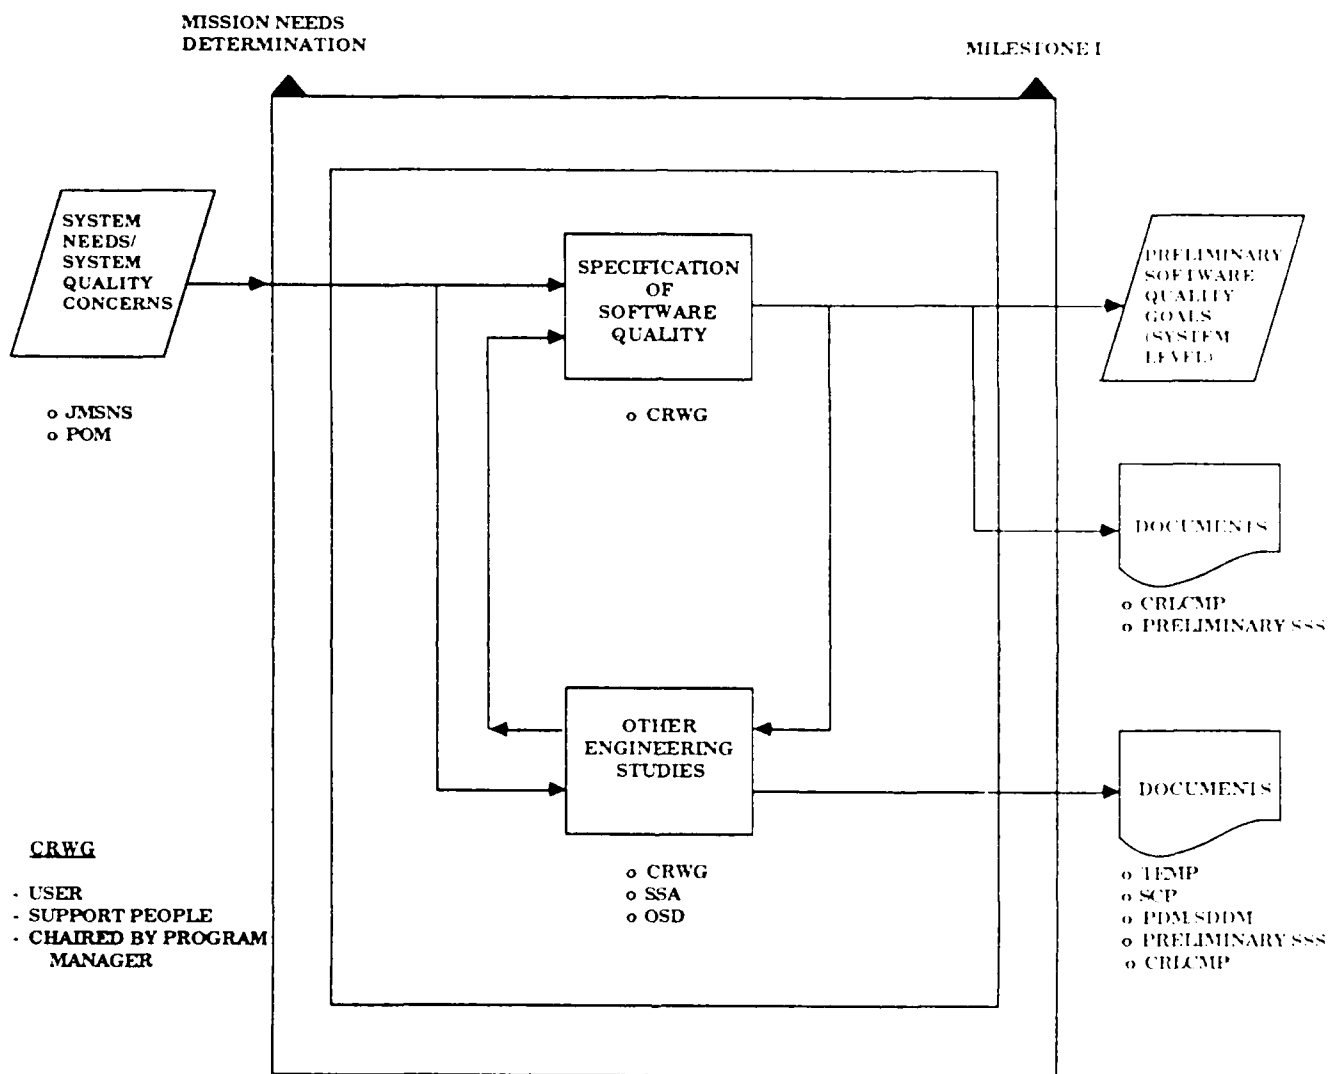 MISSION NEEDS
DETERMINATION
MILESTONE I
SYSTEM
NEEDS/
SYSTEM
QUALITY
CONCERNS
o JMSNS
o POM
SPECIFICATION
OF
SOFTWARE
QUALITY
o CRWG
PRELIMINARY
SOFTWARE
QUALITY
GOALS
(SYSTEM
LEVEL)
DOCUMENTS
o CRLCMP
o PRELIMINARY SSS
OTHER
ENGINEERING
STUDIES
o CRWG
o SSA
o OSD
DOCUMENTS
o TEMP
o SCP
o PDM/SDDM
o PRELIMINARY SSS
o CRLCMP
CRWG
- USER
- SUPPORT PEOPLE
- CHAIRED BY PROGRAM
MANAGER